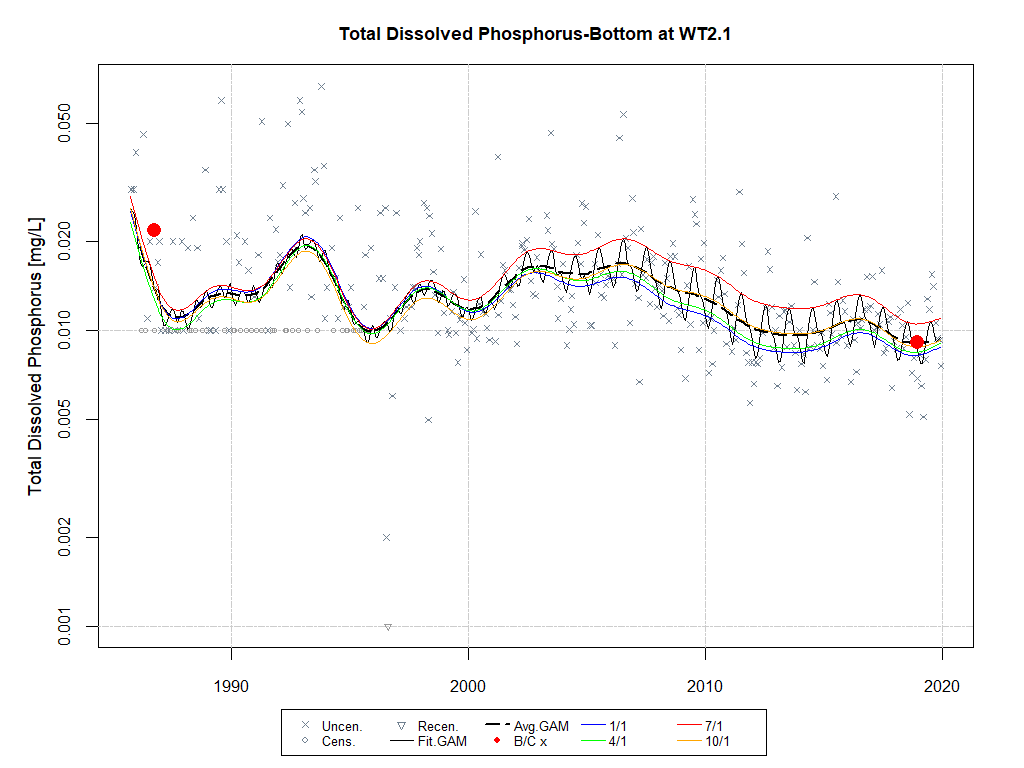 Total Dissolved Phosphorus-Bottom at WT2.1
Total Dissolved Phosphorus [mg/L]
0.050
0.020
0.010
0.005
0.002
0.001
1990 2000 2010 2020
Uncen. Recen. Avg.GAM 1/1 7/1
Cens. Fit.GAM B/C x 4/1 10/1